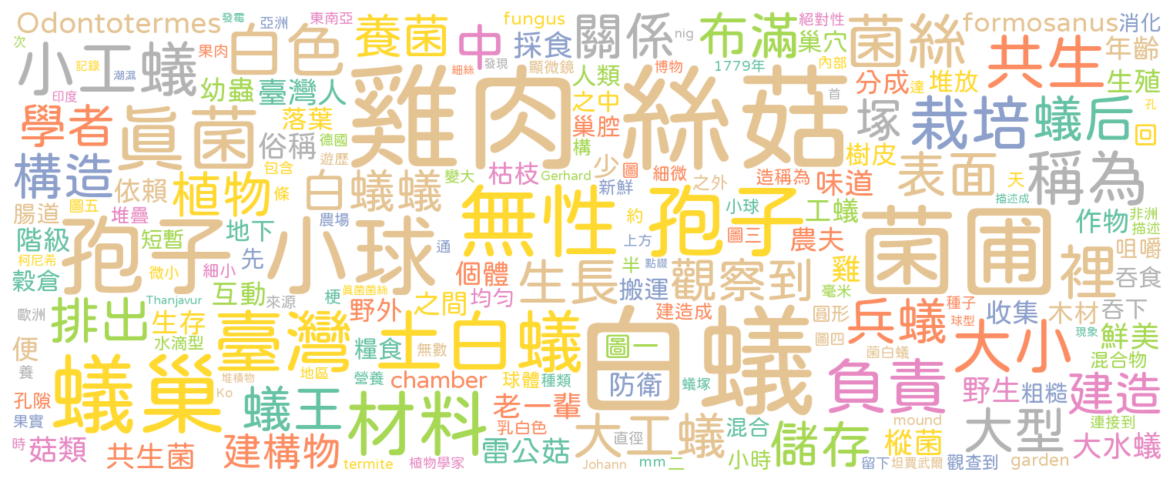 Odontotermes 發霉 亞洲 東南亞 養菌 fungus 中 採食 關係 nig 布滿 絕對性 巢穴 菌絲 formosanus 消化
次 小工蟻 果肉 白色 細絲 發現 顯微鏡 博物 1779年 內部 共生 年齡
記錄 潮濕 印度 幼蟲 臺灣人 雞肉絲菇 人類 之中 巢腔 分成 達 堆放 首 生殖 孔
學者 真菌 落葉 俗稱 德國 遊歷 塚 栽培 蟻后 回
構造 依賴 植物 包含 白蟻蟻 條 變大 枯枝 Gerhard 構 少 圖 新鮮 細微 之外 造稱為 味道 樹皮 表面 天 稱為
腸道 圖五 堆疊 農場 無性孢子 約 小球 工蟻 圖三 農夫 描述成 作物 非洲 描述
階級 柯尼希 孢子小球 短暫 地下 先 通 上方 半 點綴 雞 菌圃 裡 咀嚼
穀倉 微小 細小 互動 來源 梗 個體 均勻 生長 搬運 觀察到 毫米 吞食
歐洲 Thanjavur 真菌菌絲 野外 之間 建造成 圓形 兵蟻 收集 種子 球型 木材 吞下
排出 生存 水滴型 臺灣 糧食 無數 土白蟻 圖一 白蟻 圖四 大小 現象 鮮美
便 養 蟻巢 地區 營養 chamber 球體 種類 防衛 蟻塚 負責 菌白蟻 野生 粗糙 混合物 建造
孔隙 果實 堆積物 Ko 蟻王 材料 老一輩 乳白色 大工蟻 直徑 混合 儲存 mound 大型 連接到
時 菇類 共生菌 建構物 termite 植物學家 雷公菇 Johann mm 二 小時 樅菌 留下 坦賈武爾 觀查到 garden 大水蟻